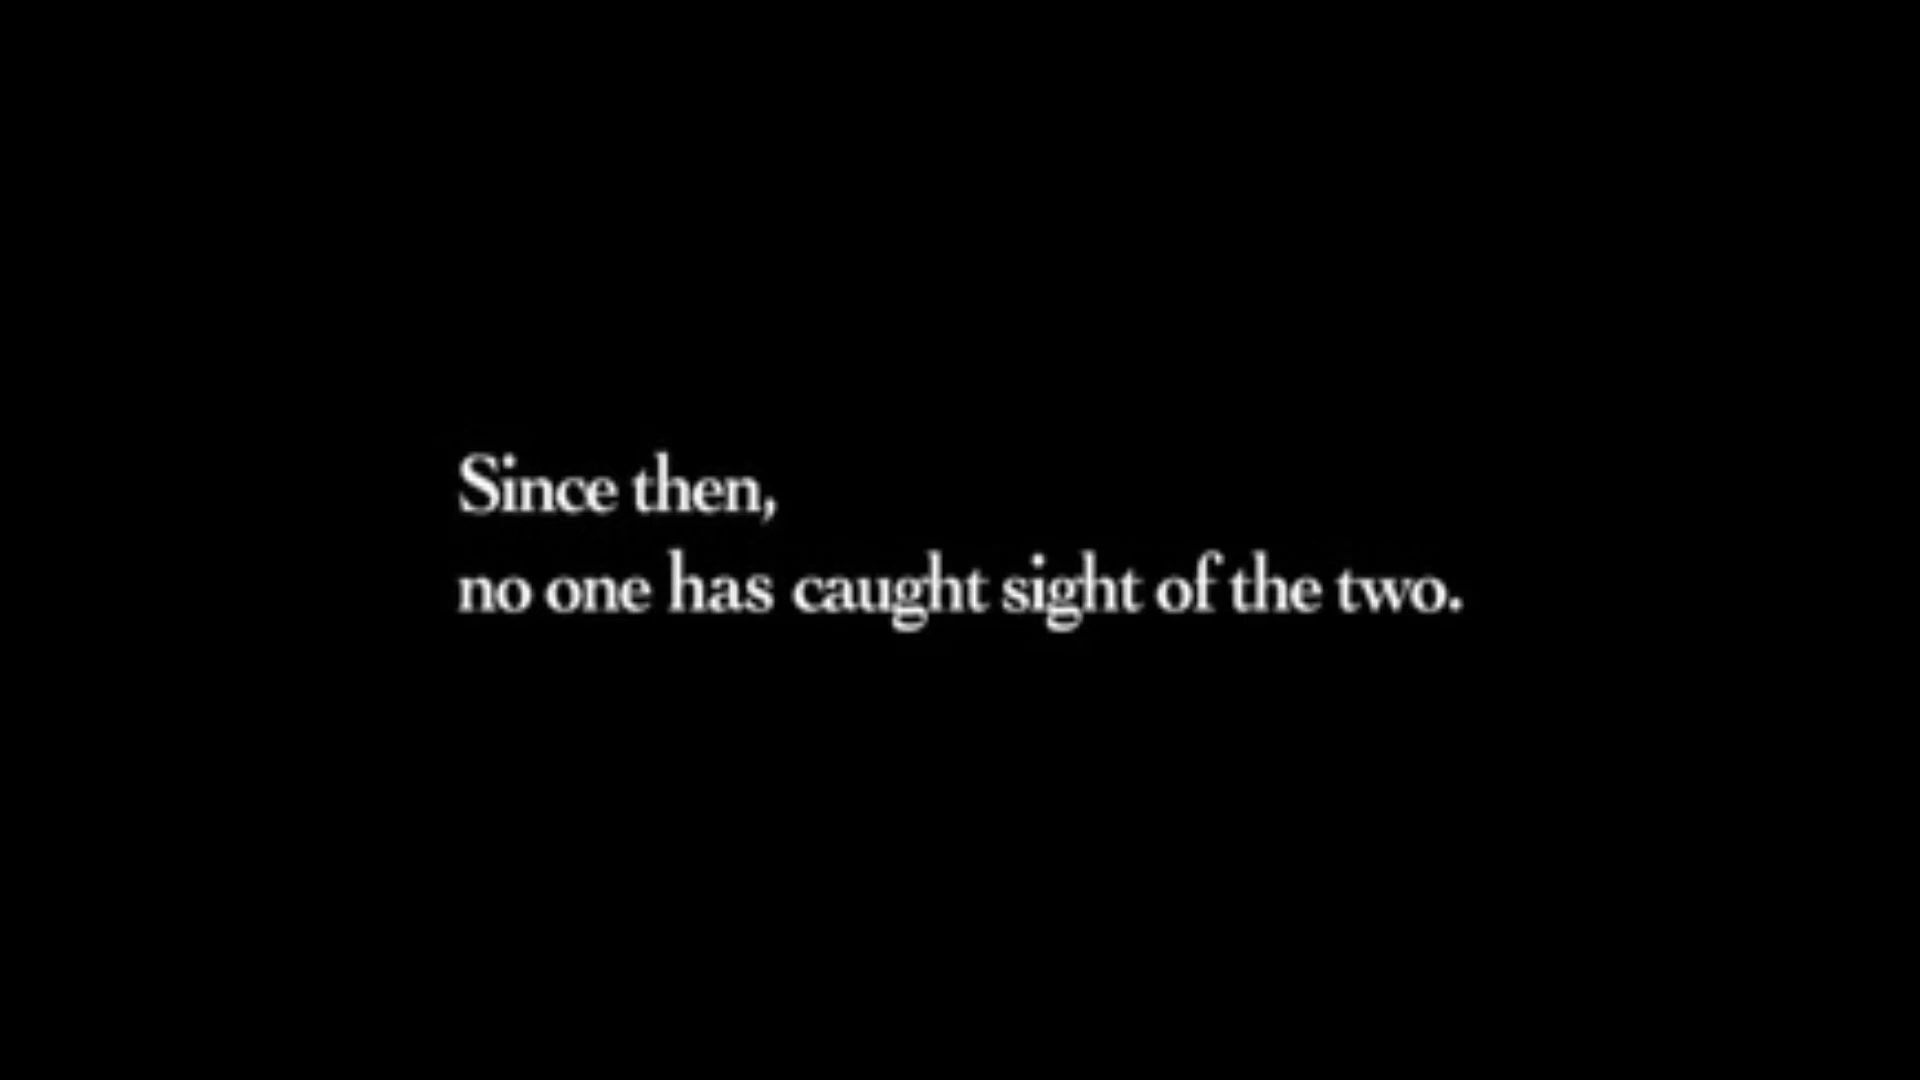 Since then,
no one has caught sight of the two.